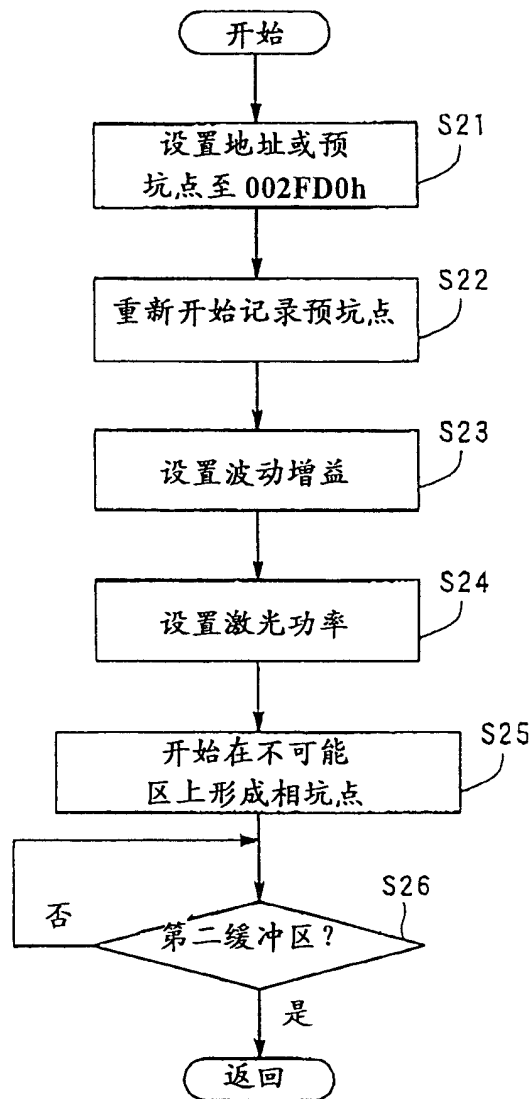 开始
设置地址或预
坑点至 002FD0h
S21
重新开始记录预坑点
S22
设置波动增益
S23
设置激光功率
S24
开始在不可能
区上形成相坑点
S25
第二缓冲区?
S26
否
是
返回